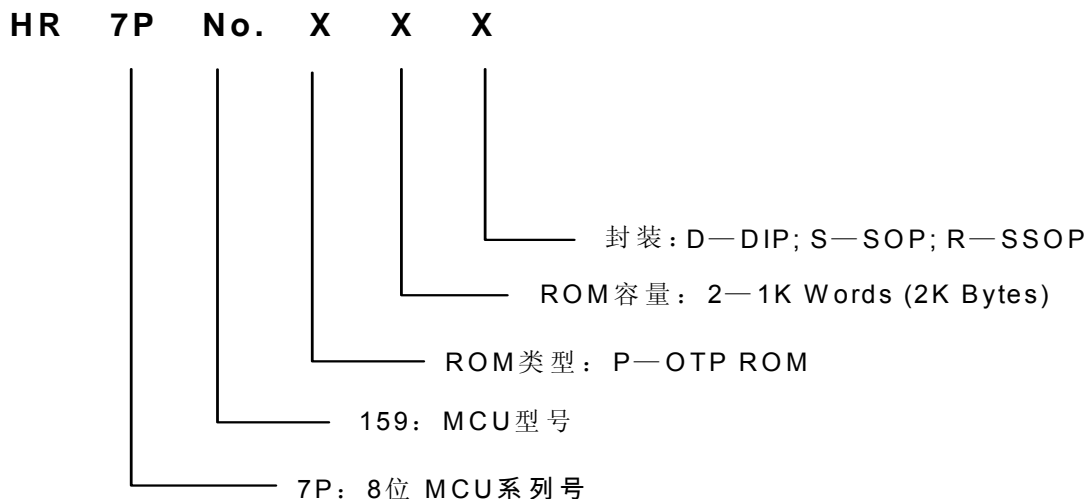 HR 7P No. X X X
封装：D—DIP; S—SOP; R—SSOP
ROM容量：2—1K Words (2K Bytes)
ROM类型：P—OTP ROM
159：MCU型号
7P：8位 MCU系列号